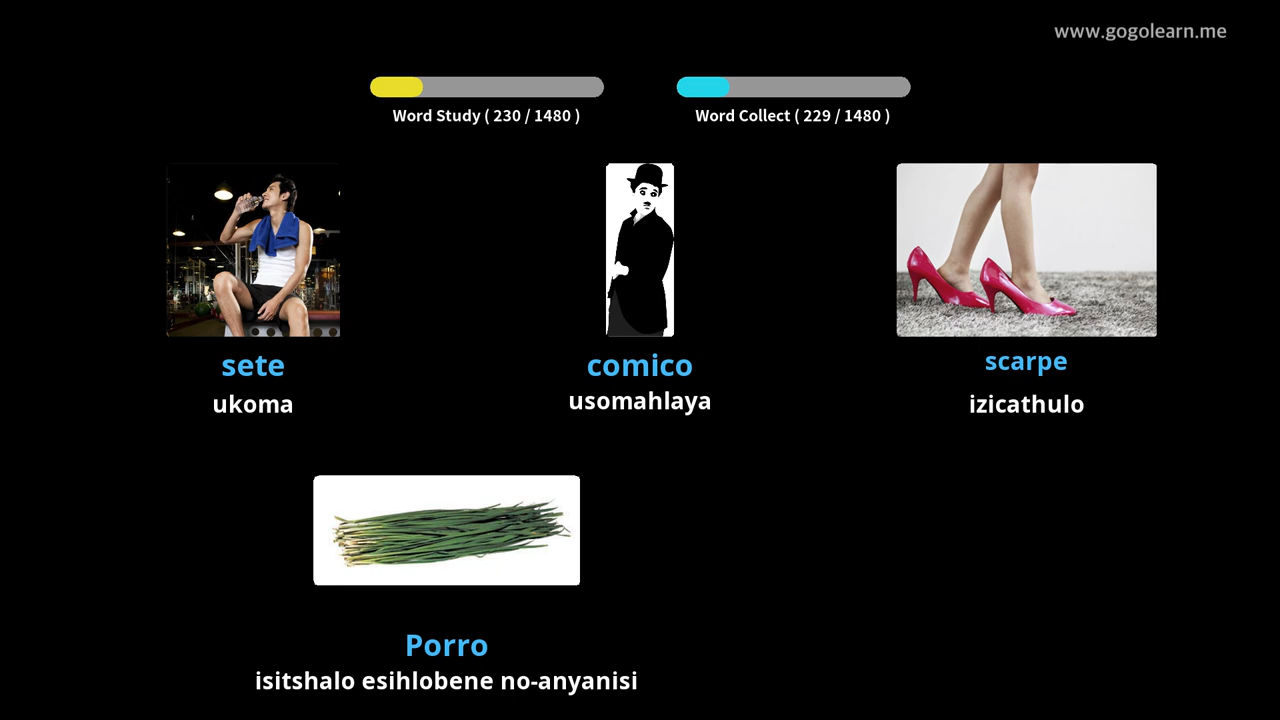 www.gogolearn.me
Word Study ( 230 / 1480 )
Word Collect ( 229 / 1480 )
sete
ukoma
comico
usomahlaya
scarpe
izicathulo
Porro
isitshalo esihlobene no-anyanisi